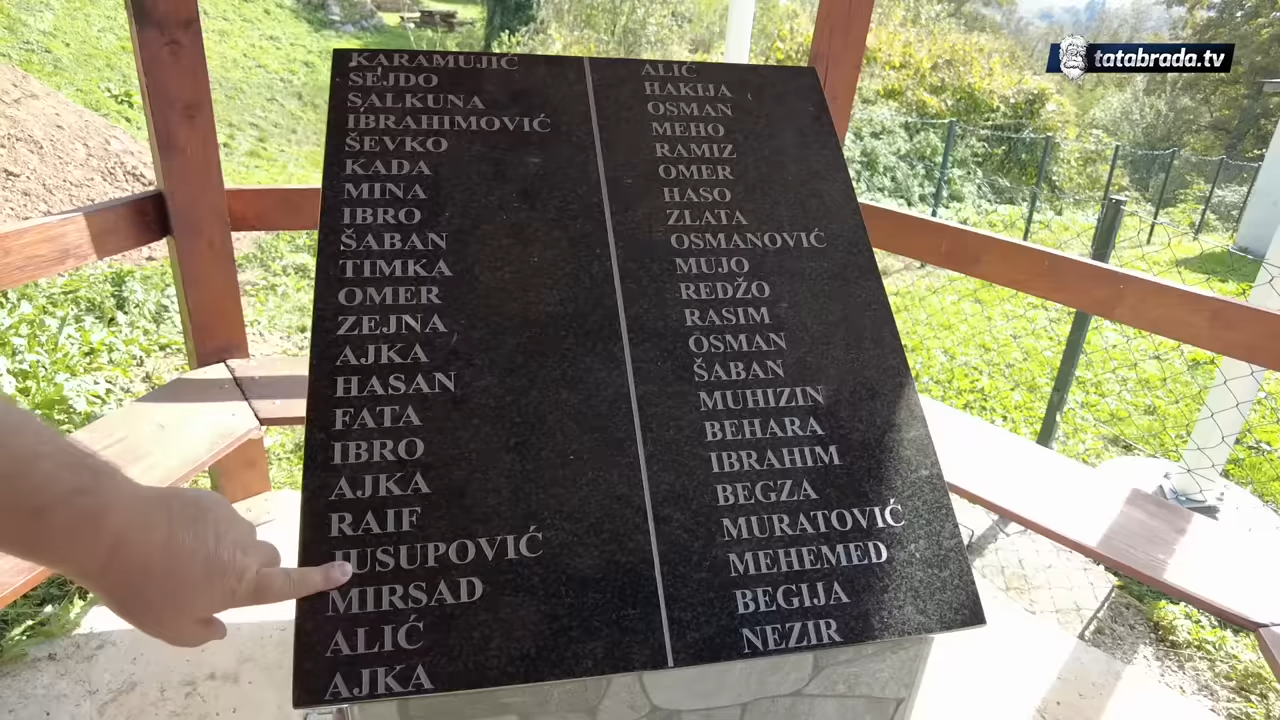 KARAMUJIĆ
SEJDO
SALKUNA
IBRAHIMOVIĆ
ŠEVKO
KADA
MINA
IBRO
ŠABAN
TIMKA
OMER
ZEJNA
AJKA
HASAN
FATA
IBRO
AJKA
RAIF
JUSUPOVIĆ
MIRSAD
ALIĆ
AJKA
ALIĆ
HAKIJA
OSMAN
MEHO
RAMIZ
OMER
HASO
ZLATA
OSMANOVIĆ
MUJO
REDŽO
RASIM
OSMAN
ŠABAN
MUHIZIN
BEHARA
IBRAHIM
BEGZA
MURATOVIĆ
MEHEMED
BEGIJA
NEZIR
tatabrada.tv